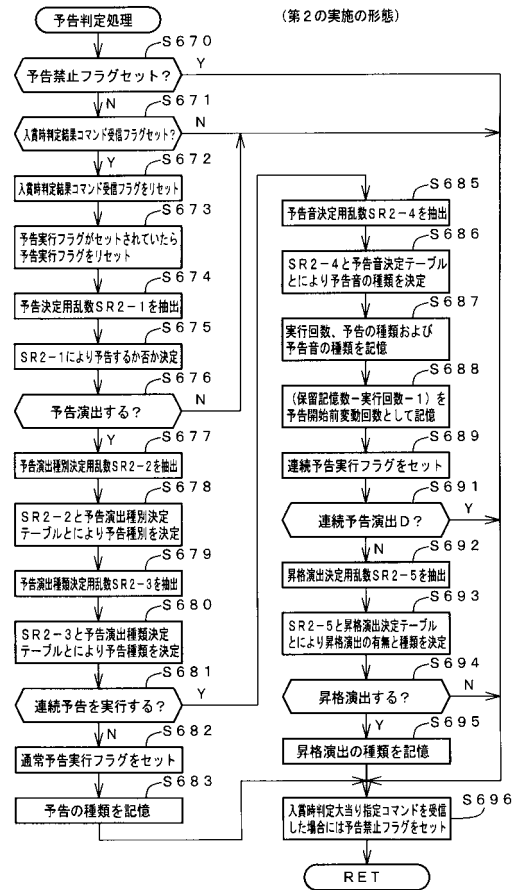 (第2の実施の形態)
予告判定処理
S670
予告禁止フラグセット?
Y
N
S671
入賞時判定結果コマンド受信フラグセット?
N
Y
S672
入賞時判定結果コマンド受信フラグをリセット
S673
予告実行フラグがセットされていたら
予告実行フラグをリセット
S674
予告決定用乱数SR2-1を抽出
S675
SR2-1により予告するか否か決定
S676
予告演出する?
N
Y
S677
予告演出種別決定用乱数SR2-2を抽出
S678
SR2-2と予告演出種別決定
テーブルとにより予告種別を決定
S679
予告演出種類決定用乱数SR2-3を抽出
S680
SR2-3と予告演出種類決定
テーブルとにより予告種類を決定
S681
連続予告を実行する?
Y
N
S682
通常予告実行フラグをセット
S683
予告の種類を記憶
S685
予告音決定用乱数SR2-4を抽出
S686
SR2-4と予告音決定テーブル
とにより予告音の種類を決定
S687
実行回数、予告の種類および
予告音の種類を記憶
S688
(保留記憶数-実行回数-1)を
予告開始前変動回数として記憶
S689
連続予告実行フラグをセット
S691
連続予告演出D?
Y
N
S692
昇格演出決定用乱数SR2-5を抽出
S693
SR2-5と昇格演出決定テーブル
とにより昇格演出の有無と種類を決定
S694
昇格演出する?
N
Y
S695
昇格演出の種類を記憶
S696
入賞時判定大当り指定コマンドを受信
した場合には予告禁止フラグをセット
RET